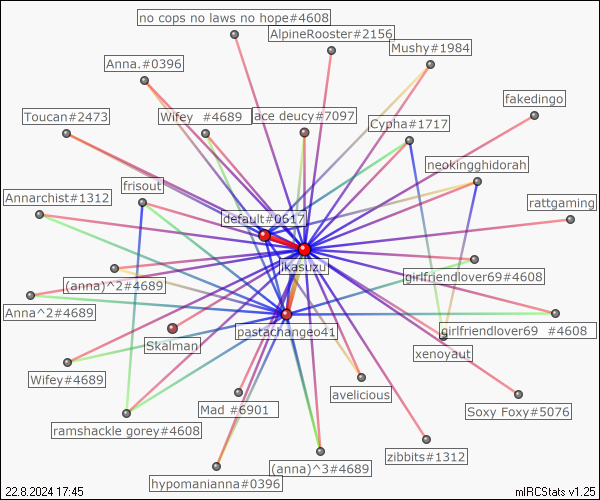 no cops no laws no hope#4608
AlpineRooster#2156
Mushy#1984
Anna.#0396
fakedingo
Toucan#2473
Wifey  #4689
ace deucy#7097
Cypha#1717
neokingghidorah
frisout
Annarchist#1312
rattgaming
default#0617
jkasuzu
girlfriendlover69#4608
(anna)^2#4689
Anna^2#4689
pastachangeo41
girlfriendlover69  #4608
Skalman
xenoyaut
Wifey#4689
avelicious
Mad #6901
Soxy Foxy#5076
ramshackle gorey#4608
zibbits#1312
(anna)^3#4689
hypomanianna#0396
22.8.2024 17:45
mIRCStats v1.25